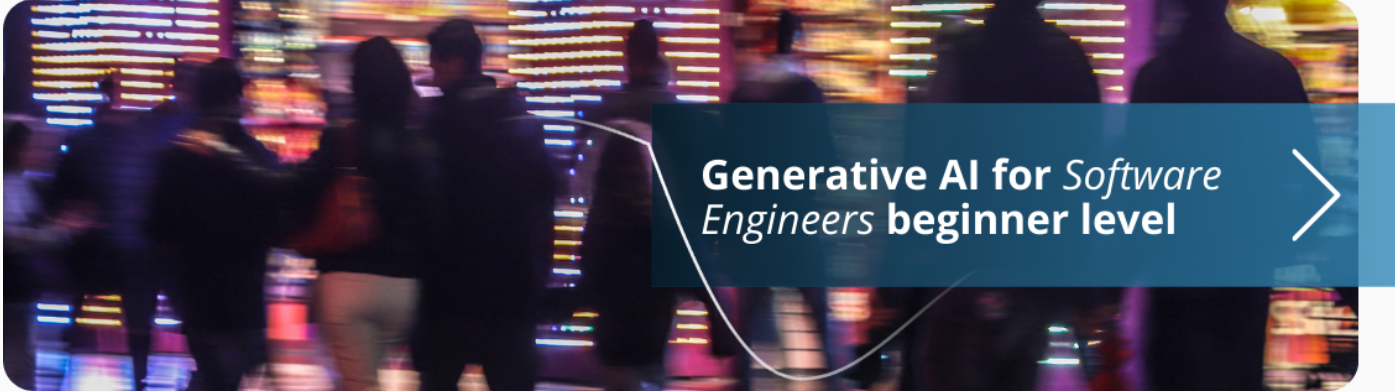 Generative AI for Software
Engineers beginner level